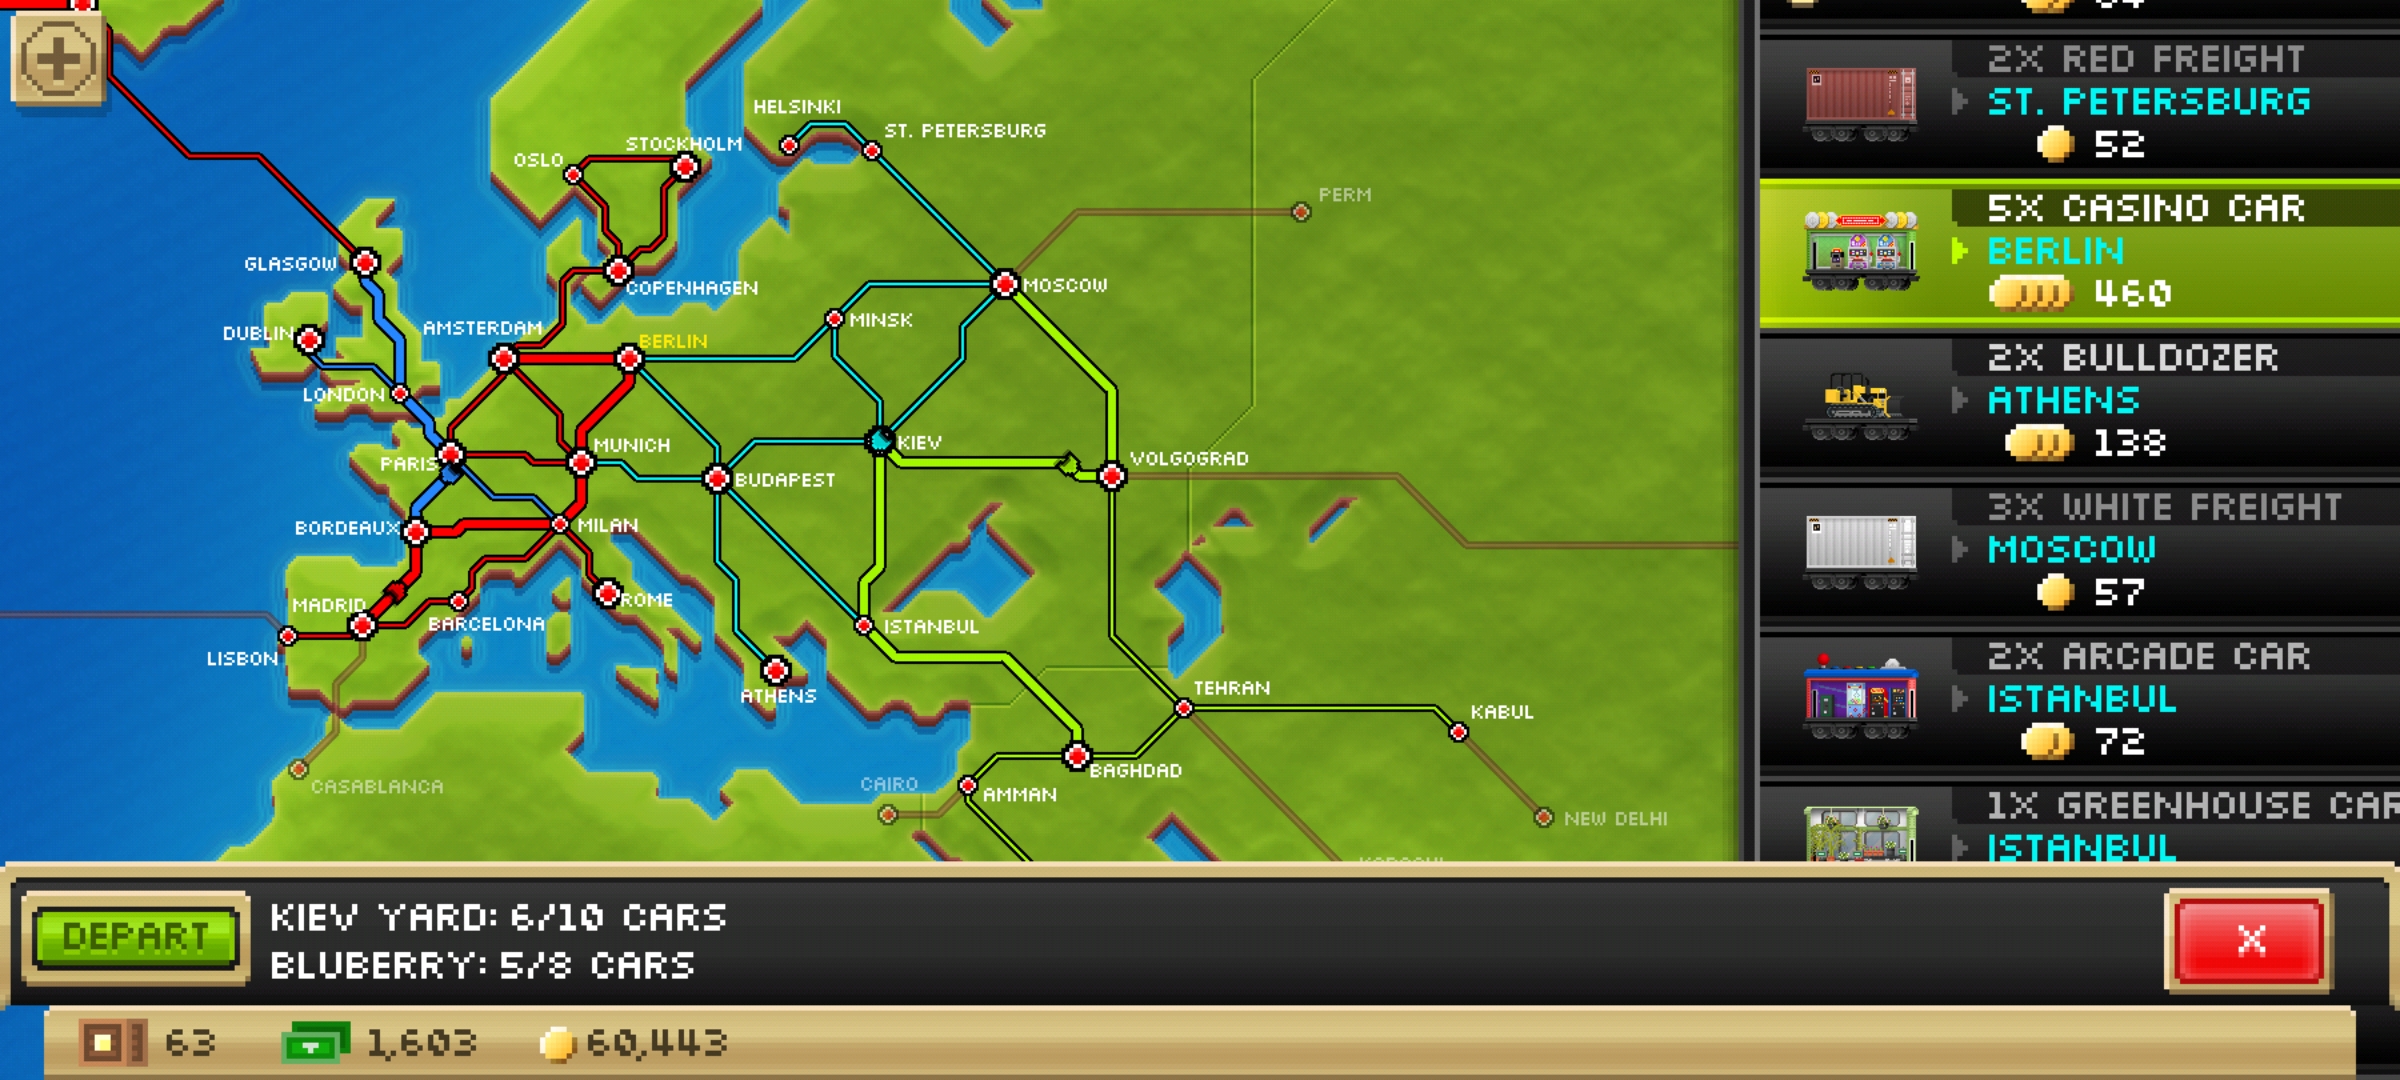 HELSINKI
ST. PETERSBURG
STOCKHOLM
OSLO
PERM
GLASGOW
MOSCOW
COPENHAGEN
DUBLIN
AMSTERDAM
BERLIN
MINSK
LONDON
PARIS
MUNICH
KIEV
VOLGOGRAD
BUDAPEST
BORDEAUX
MILAN
MADRID
ROME
BARCELONA
ISTANBUL
LISBON
ATHENS
TEHRAN
KABUL
CASABLANCA
CAIRO
BAGHDAD
AMMAN
NEW DELHI
2X RED FREIGHT
ST. PETERSBURG
52
5X CASINO CAR
BERLIN
460
2X BULLDOZER
ATHENS
138
3X WHITE FREIGHT
MOSCOW
57
2X ARCADE CAR
ISTANBUL
72
1X GREENHOUSE CAR
ISTANBUL
DEPART
KIEV YARD: 6/10 CARS
BLUBERRY: 5/8 CARS
X
63
1,603
60,443